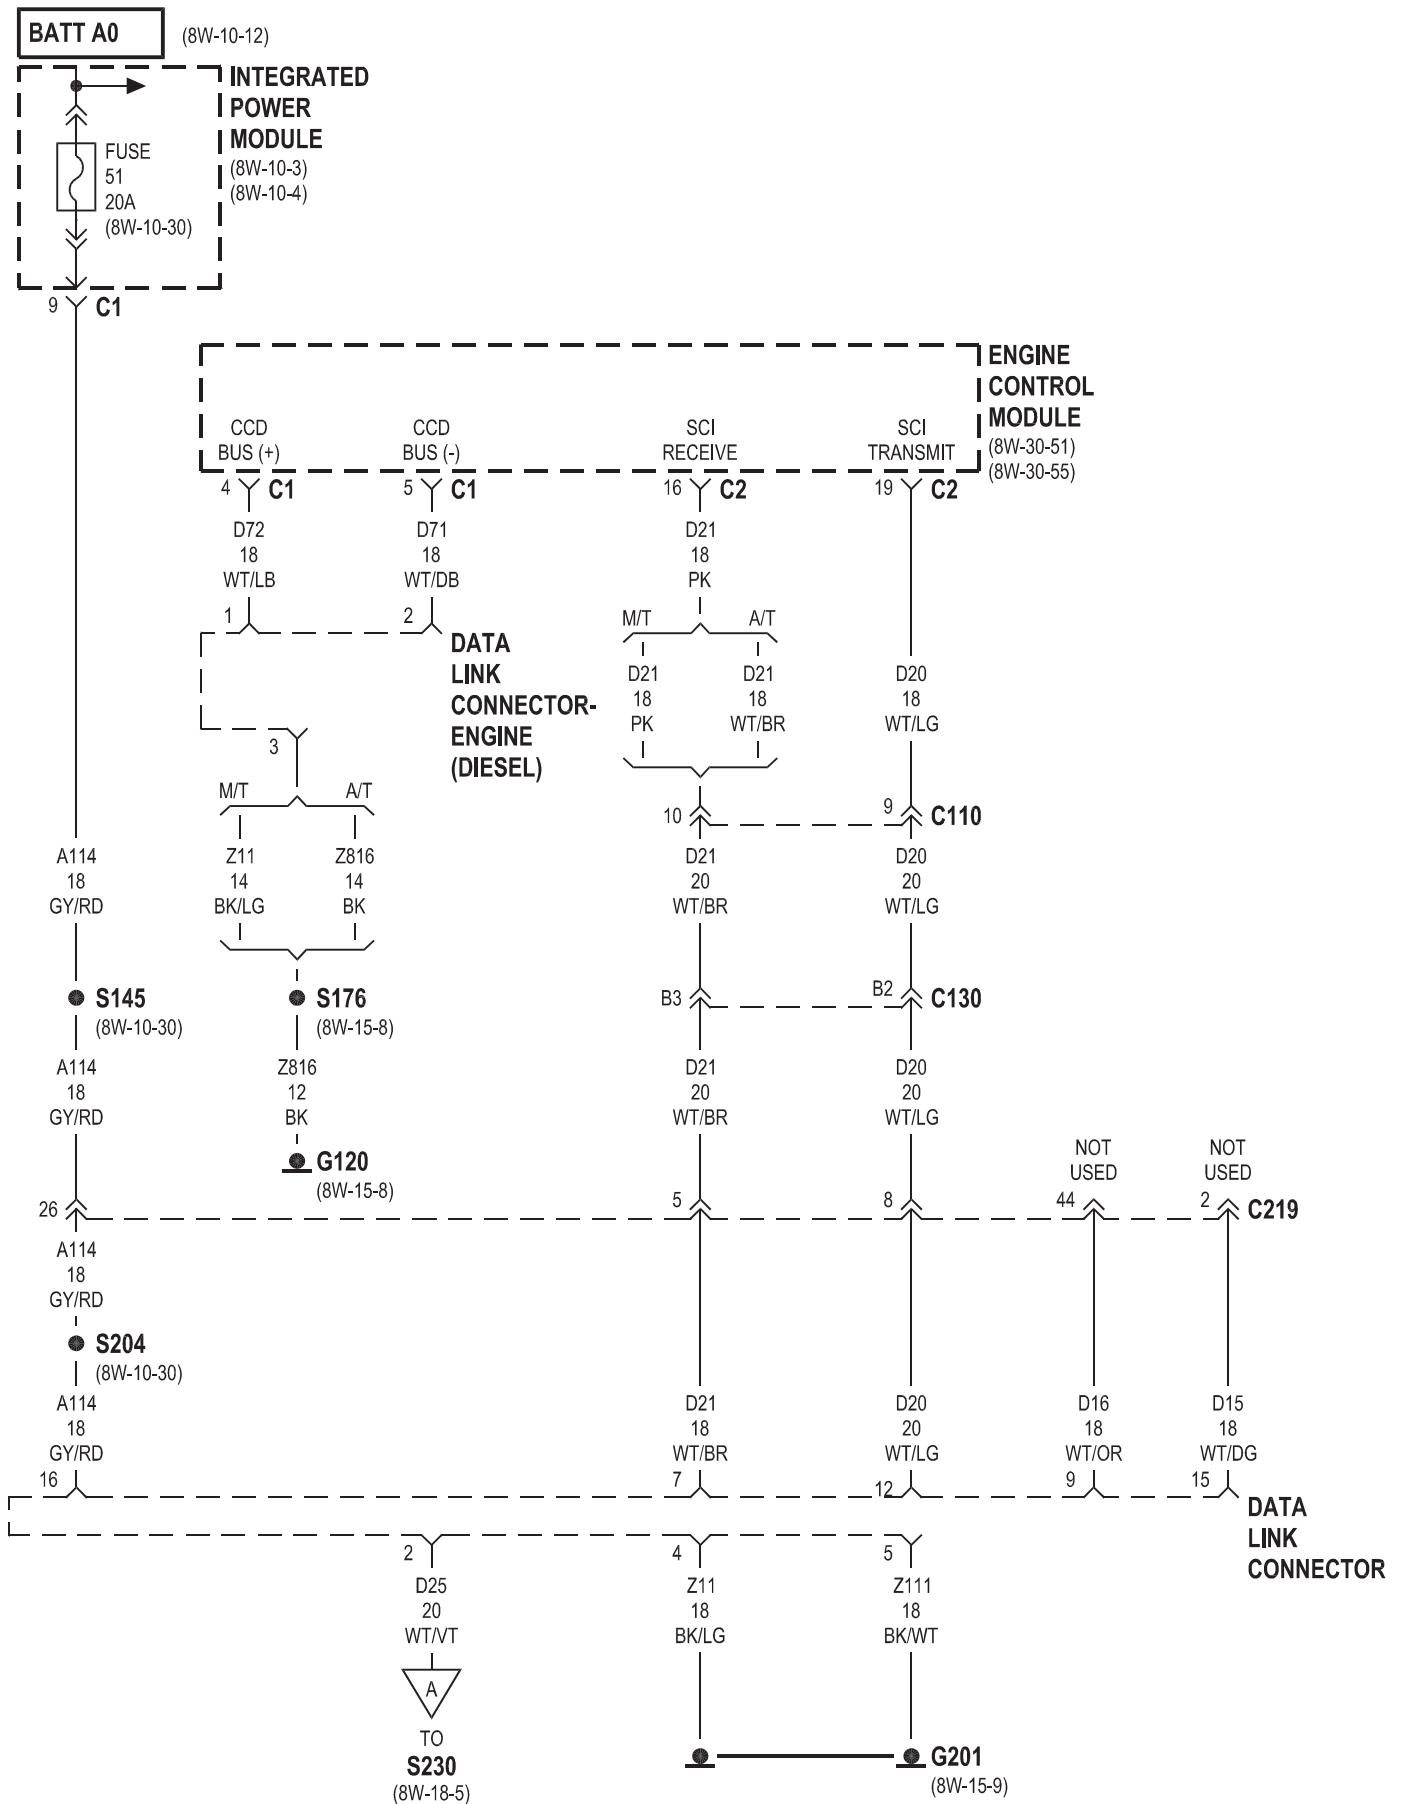 BATT A0
(8W-10-12)
INTEGRATED
POWER
MODULE
(8W-10-3)
(8W-10-4)
FUSE
51
20A
(8W-10-30)
9 C1
ENGINE
CONTROL
MODULE
(8W-30-51)
(8W-30-55)
CCD
BUS (+)
CCD
BUS (-)
SCI
RECEIVE
SCI
TRANSMIT
4 C1
5 C1
16 C2
19 C2
D72
18
WT/LB
D71
18
WT/DB
D21
18
PK
1
2
DATA
LINK
CONNECTOR-
ENGINE
(DIESEL)
M/T
A/T
D21
18
PK
D21
18
WT/BR
D20
18
WT/LG
3
M/T
A/T
10
9
C110
A114
18
GY/RD
Z11
14
BK/LG
Z816
14
BK
D21
20
WT/BR
D20
20
WT/LG
S145
(8W-10-30)
S176
(8W-15-8)
B3
B2
C130
A114
18
GY/RD
Z816
12
BK
D21
20
WT/BR
D20
20
WT/LG
G120
(8W-15-8)
NOT
USED
NOT
USED
26
5
8
44
2
C219
A114
18
GY/RD
S204
(8W-10-30)
A114
18
GY/RD
D21
18
WT/BR
D20
20
WT/LG
D16
18
WT/OR
D15
18
WT/DG
16
7
12
9
15
DATA
LINK
CONNECTOR
2
4
5
D25
20
WT/VT
Z11
18
BK/LG
Z111
18
BK/WT
A
TO
S230
(8W-18-5)
G201
(8W-15-9)